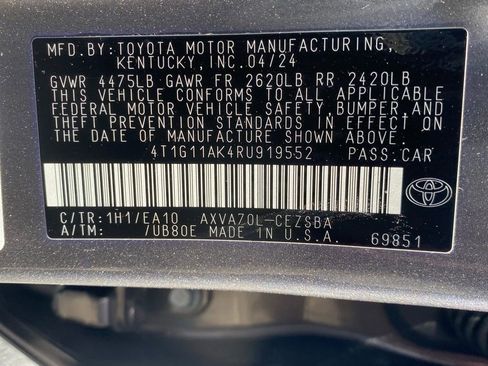 MFD. BY: TOYOTA MOTOR MANUFACTURING,
KENTUCKY, INC. 04/24
GVWR 4475LB GAWR FR 2620LB RR 2420LB
THIS VEHICLE CONFORMS TO ALL APPLICABLE
FEDERAL MOTOR VEHICLE SAFETY, BUMPER, AND
THEFT PREVENTION STANDARDS IN EFFECT ON
THE DATE OF MANUFACTURE SHOWN ABOVE.
4T1G11AK4RU919552 PASS.CAR
C/TR: 1H1/EA10 AXVA70L-CEZSBA
A/TM: /UB80E MADE IN U.S.A. 69851
TOYOTA